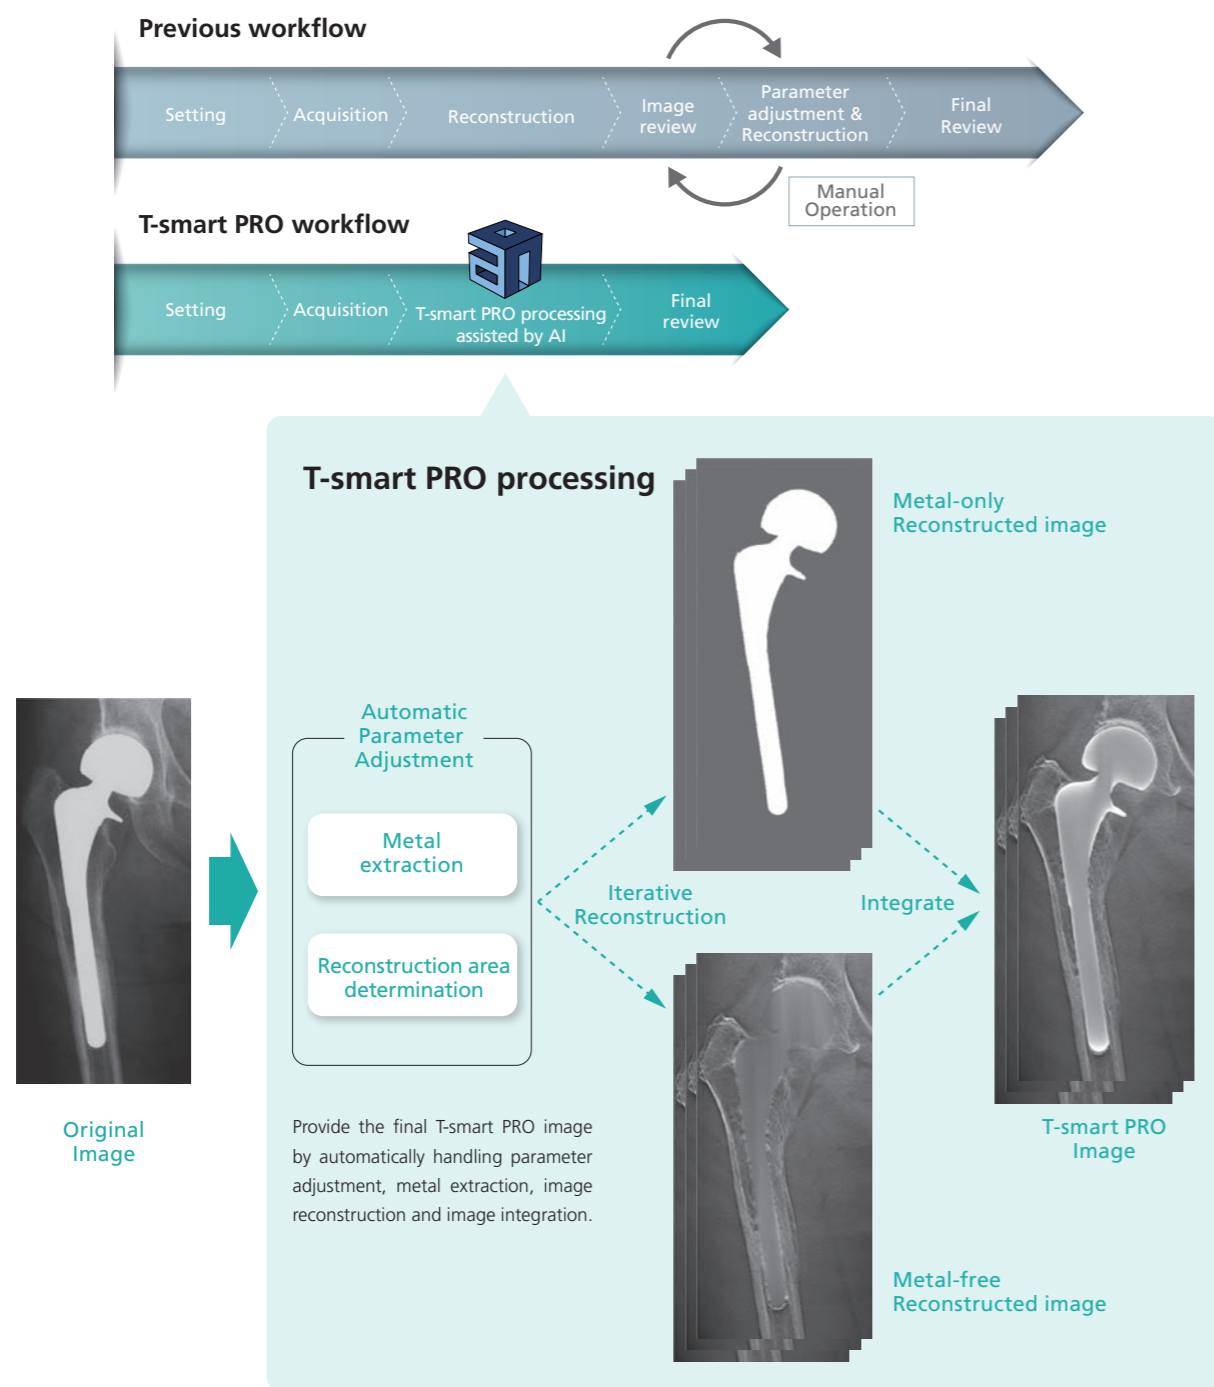 Previous workflow
Setting
Acquisition
Reconstruction
Image
review
Parameter
adjustment &
Reconstruction
Final
Review
Manual
Operation
T-smart PRO workflow
Setting
Acquisition
T-smart PRO processing
assisted by AI
Final
review
T-smart PRO processing
Metal-only
Reconstructed image
Automatic
Parameter
Adjustment
Metal
extraction
Reconstruction area
determination
Iterative
Reconstruction
Integrate
Original
Image
T-smart PRO
Image
Provide the final T-smart PRO image
by automatically handling parameter
adjustment, metal extraction, image
reconstruction and image integration.
Metal-free
Reconstructed image